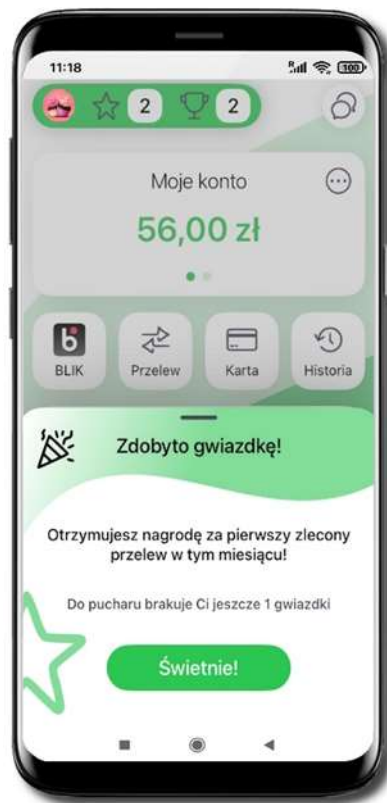 11:18
R
100
2
2
Moje konto
56,00 zł
b
BLIK
Przelew
Karta
Historia
Zdobyto gwiazdkę!
Otrzymujesz nagrodę za pierwszy zlecony
przelew w tym miesiącu!
Do pucharu brakuje Ci jeszcze 1 gwiazdki
Świetnie!